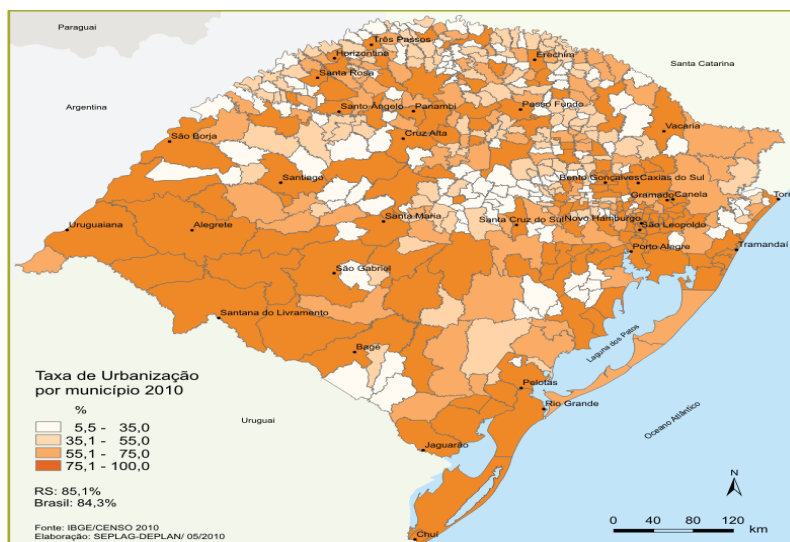 Paraguai
Três Passos
Horizontina
Erechim
Santa Catarina
Santa Rosa
Argentina
Santo Ângelo
Panambi
Passo Fundo
Vacaria
São Borja
Cruz Alta
Santiago
Bento Gonçalves
Caxias do Sul
Gramado
Canela
Torr
Santa Maria
Santa Cruz do Sul
Novo Hamburgo
São Leopoldo
Uruguaiana
Alegrete
Porto Alegre
Tramandaí
São Gabriel
Santana do Livramento
Laguna dos Patos
Bagé
Taxa de Urbanização
por município 2010
%
5,5 - 35,0
35,1 - 55,0
55,1 - 75,0
75,1 - 100,0
Pelotas
Rio Grande
Oceano Atlântico
Uruguai
Jaguarão
RS: 85,1%
Brasil: 84,3%
N
Fonte: IBGE/CENSO 2010
Elaboração: SEPLAG-DEPLAN/ 05/2010
Chuí
0 40 80 120
km